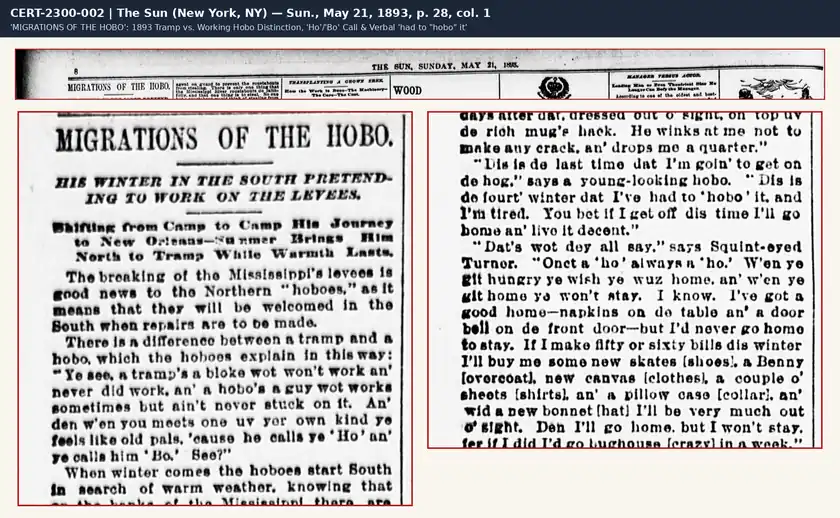 CERT-2300-002 | The Sun (New York, NY) — Sun., May 21, 1893, p. 28, col. 1
'MIGRATIONS OF THE HOBO': 1893 Tramp vs. Working Hobo Distinction, 'Ho'/'Bo' Call & Verbal 'had to "hobo" it'
8
THE SUN, SUNDAY, MAY 21, 1893.
MIGRATIONS OF THE HOBO.
TRANSPLANTING A GROWN TREE.
WOOD
MANAGER VERSUS ACTOR.
MIGRATIONS OF THE HOBO.
HIS WINTER IN THE SOUTH PRETEND-
ING TO WORK ON THE LEVEES.
Shifting from Camp to Camp His Journey
to New Orleans—Summer Brings Him
North to Tramp While Warmth Lasts.
The breaking of the Mississippi's levees is
good news to the Northern "hoboes," as it
means that they will be welcomed in the
South when repairs are to be made.
There is a difference between a tramp and a
hobo, which the hoboes explain in this way:
"Ye see, a tramp's a bloke wot won't work an'
never did work, an' a hobo's a guy wot works
sometimes but ain't never stuck on it. An'
den w'en you meets one uv yer own kind ye
feels like old pals, 'cause he calls ye 'Ho' an'
ye calls him 'Bo.' See?"
When winter comes the hoboes start South
in search of warm weather, knowing that
on the banks of the Mississippi there are
days after dat, dressed out o' sight, on top uv
de rich mug's hack. He winks at me not to
make any crack, an' drops me a quarter."
"Dis is de last time dat I'm goin' to get on
de hog," says a young-looking hobo. "Dis is
de fourt' winter dat I've had to 'hobo' it, and
I'm tired. You bet if I get off dis time I'll go
home an' live it decent."
"Dat's wot dey all say," says Squint-eyed
Turner. "Onct a 'ho' always a 'ho.' W'en ye
git hungry ye wish ye wuz home, an' w'en ye
git home ye won't stay. I know. I've got a
good home—napkins on de table an' a door
bell on de front door—but I'd never go home
to stay. If I make fifty or sixty bills dis winter
I'll buy me some new skates [shoes], a Benny
[overcoat], new canvas [clothes], a couple o'
sheets [shirts], an' a pillow case [collar], an'
wid a new bonnet [hat] I'll be very much out
o' sight. Den I'll go home, but I won't stay,
fer if I did I'd go bughouse [crazy] in a week."